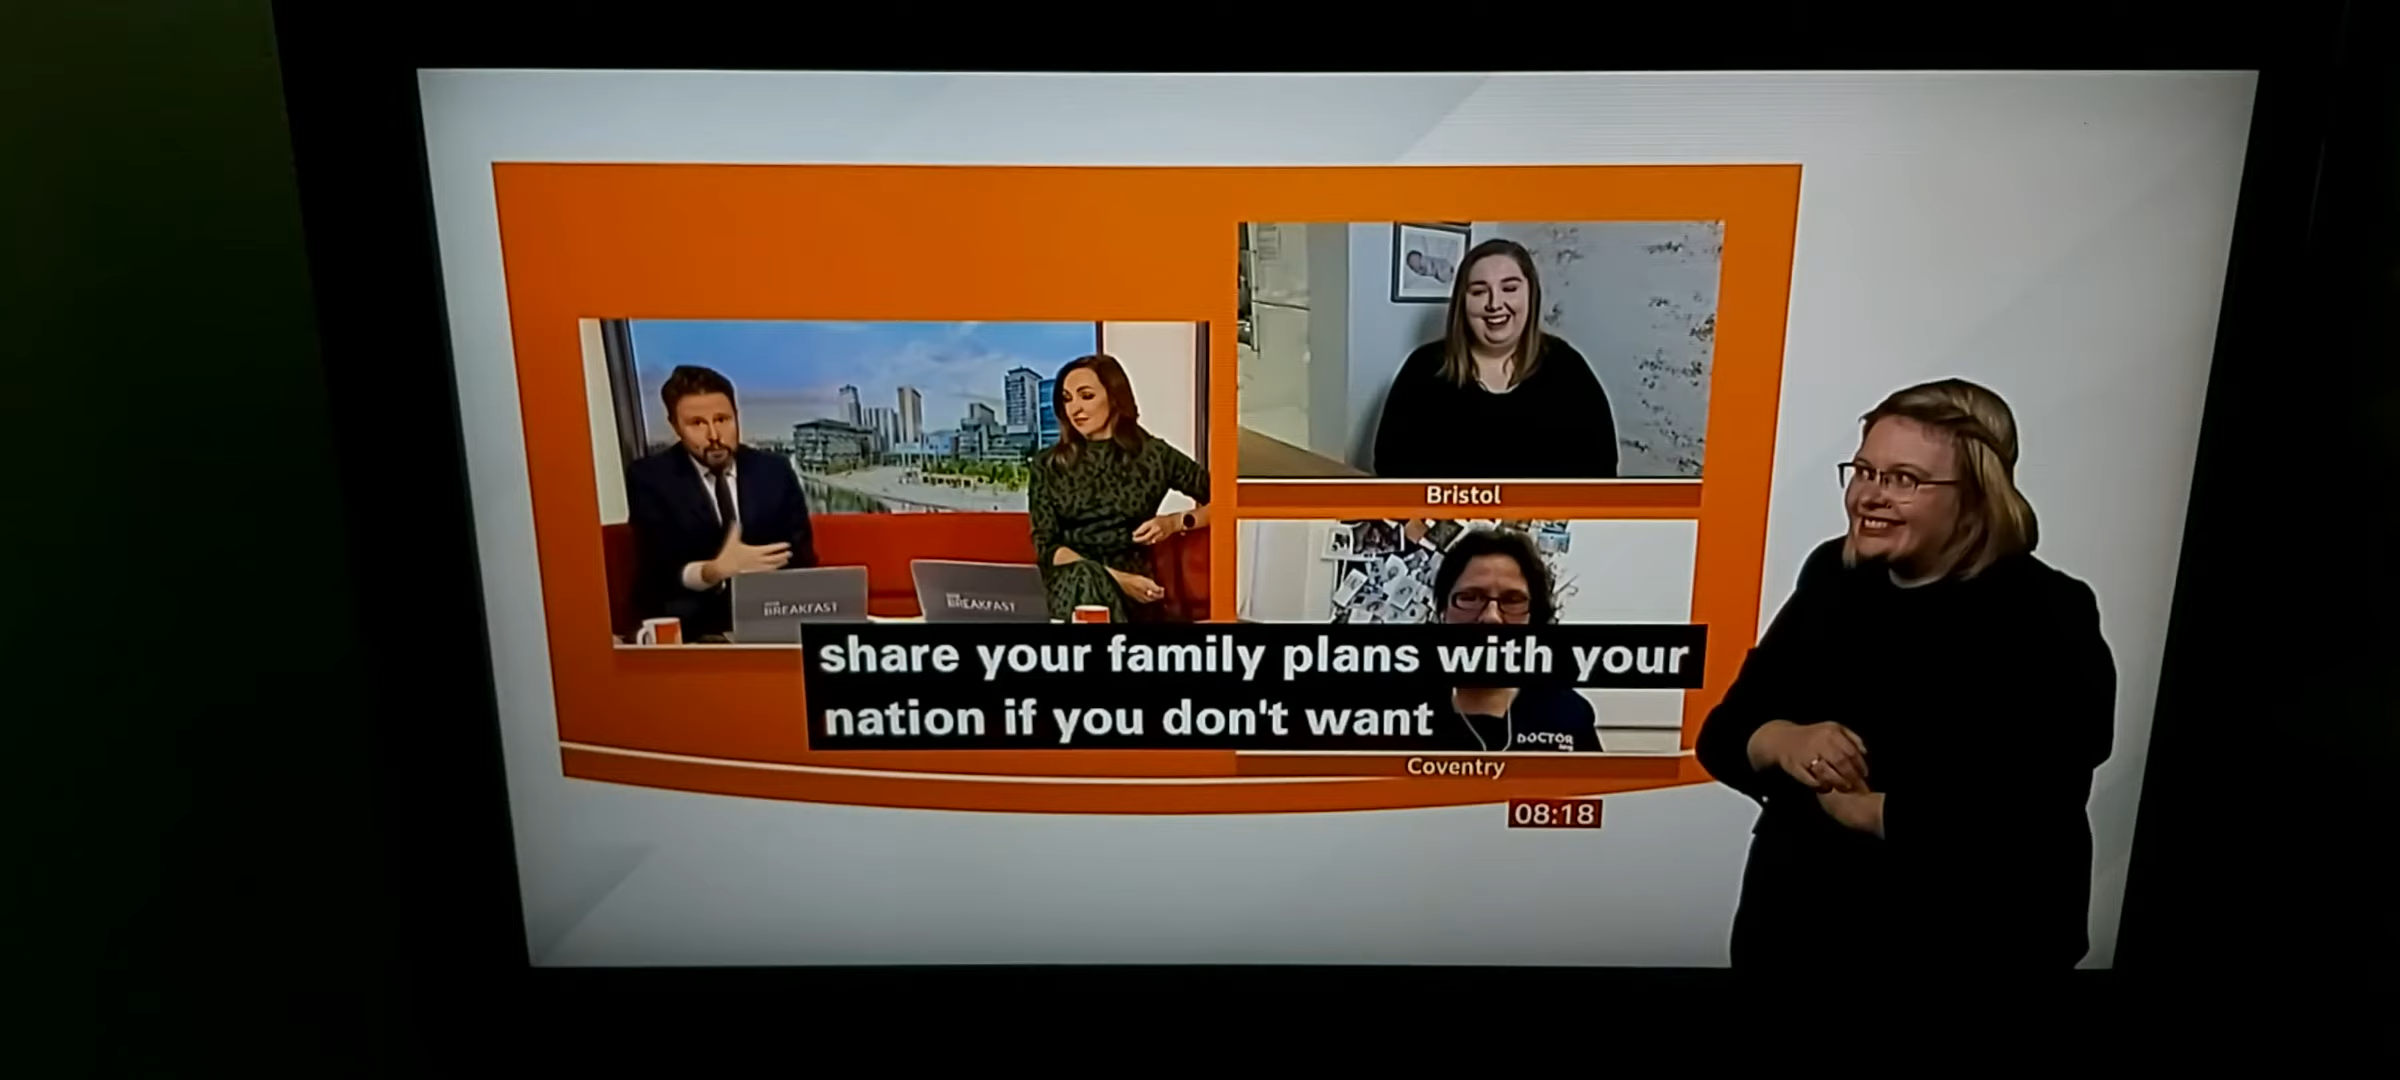 Bristol
BREAKFAST
BREAKFAST
share your family plans with your
nation if you don't want
DOCTOR
Coventry
08:18